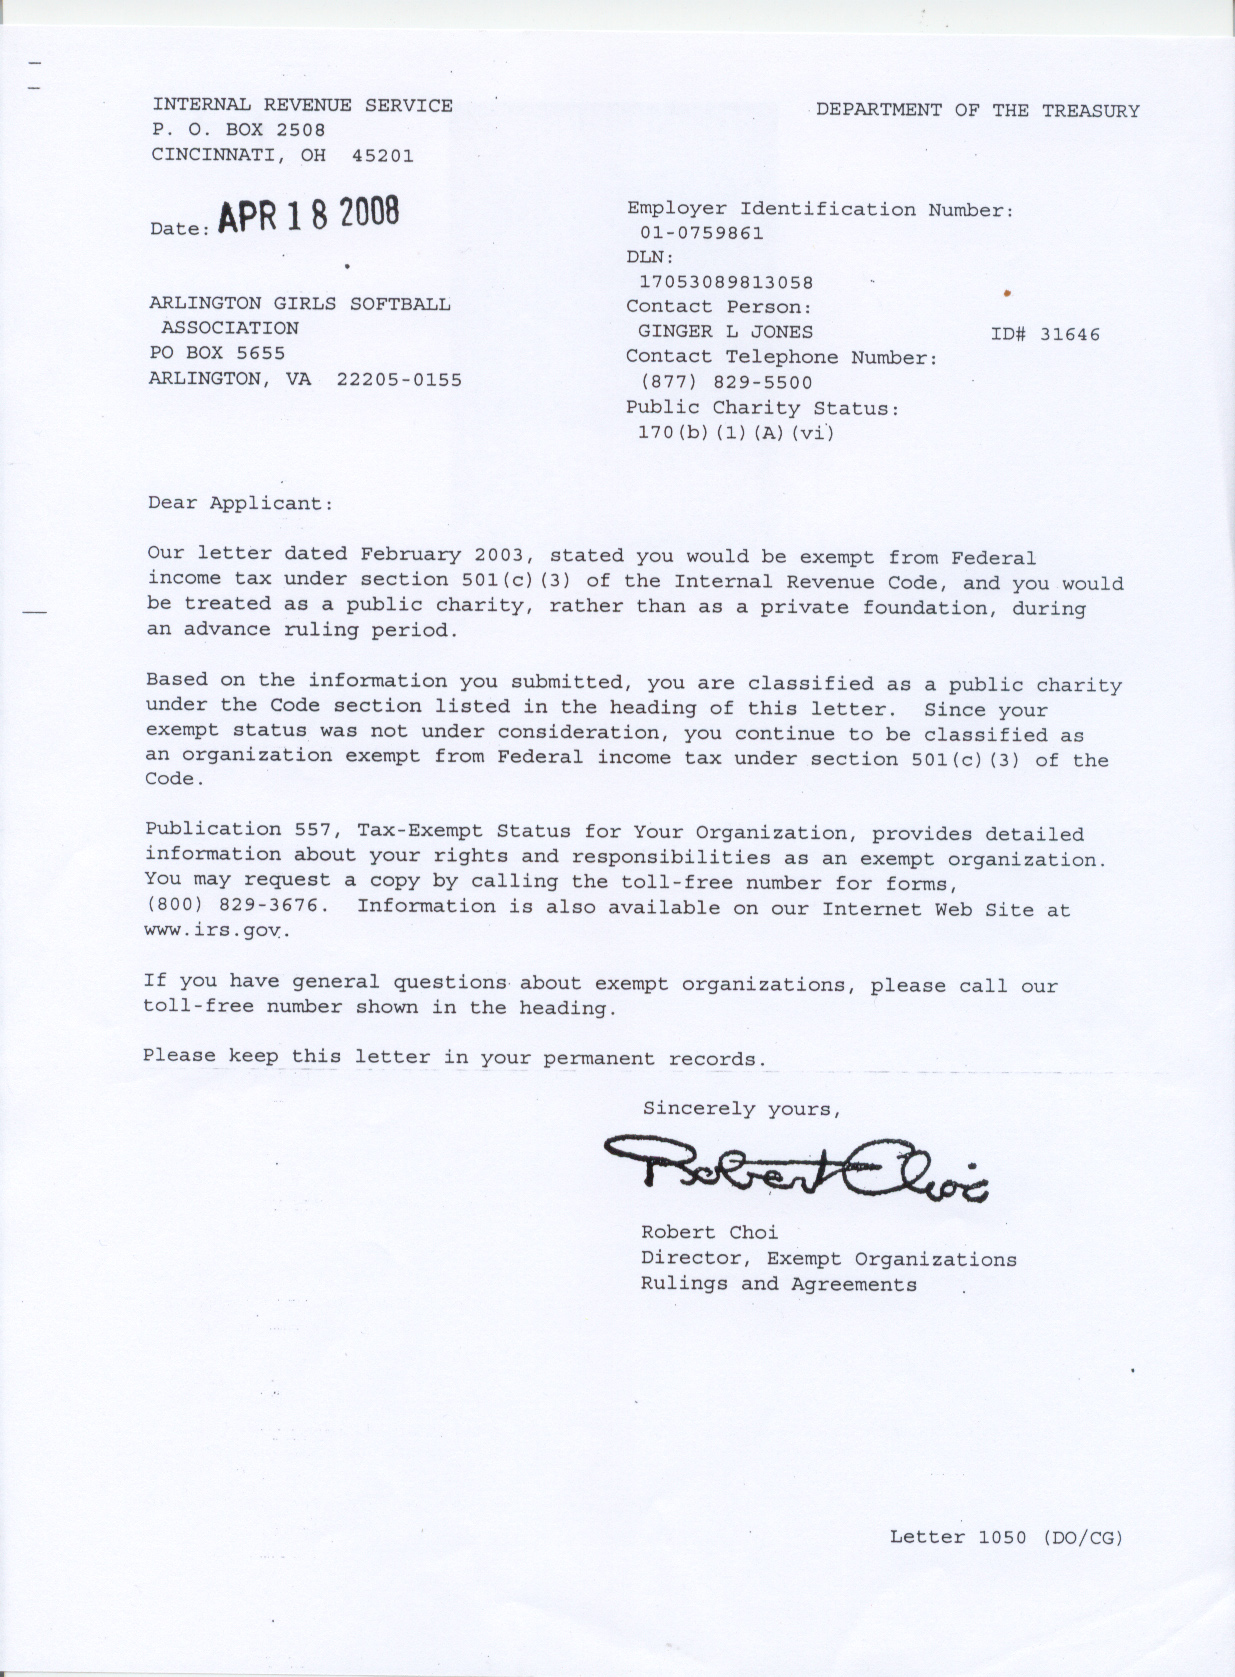 INTERNAL REVENUE SERVICE
P. O. BOX 2508
CINCINNATI, OH 45201
DEPARTMENT OF THE TREASURY
Date: APR 18 2008
ARLINGTON GIRLS SOFTBALL
ASSOCIATION
PO BOX 5655
ARLINGTON, VA 22205-0155
Employer Identification Number:
01-0759861
DLN:
17053089813058
Contact Person:
GINGER L JONES ID# 31646
Contact Telephone Number:
(877) 829-5500
Public Charity Status:
170(b)(1)(A)(vi)
Dear Applicant:
Our letter dated February 2003, stated you would be exempt from Federal
income tax under section 501(c)(3) of the Internal Revenue Code, and you would
be treated as a public charity, rather than as a private foundation, during
an advance ruling period.
Based on the information you submitted, you are classified as a public charity
under the Code section listed in the heading of this letter. Since your
exempt status was not under consideration, you continue to be classified as
an organization exempt from Federal income tax under section 501(c)(3) of the
Code.
Publication 557, Tax-Exempt Status for Your Organization, provides detailed
information about your rights and responsibilities as an exempt organization.
You may request a copy by calling the toll-free number for forms,
(800) 829-3676. Information is also available on our Internet Web Site at
www.irs.gov.
If you have general questions about exempt organizations, please call our
toll-free number shown in the heading.
Please keep this letter in your permanent records.
Sincerely yours,
Robert Choi
Robert Choi
Director, Exempt Organizations
Rulings and Agreements
Letter 1050 (DO/CG)